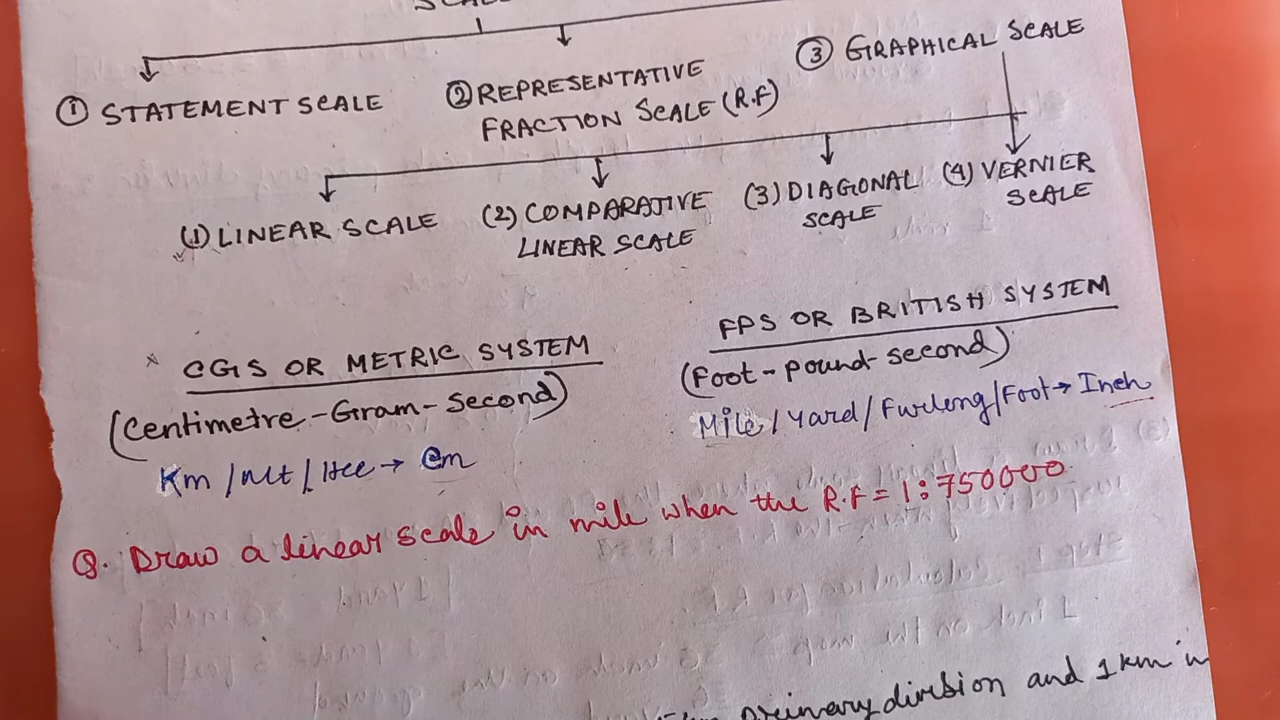 SCALE
① STATEMENT SCALE
② REPRESENTATIVE
FRACTION SCALE (R.F)
③ GRAPHICAL SCALE
(1) LINEAR SCALE
(2) COMPARATIVE
LINEAR SCALE
(3) DIAGONAL
SCALE
(4) VERNIER
SCALE
CGS OR METRIC SYSTEM
(Centimetre-Gram-Second)
Km / Mt / Hec → cm
FPS OR BRITISH SYSTEM
(Foot-pound-second)
Mile / Yard / Furlong / Foot → Inch
Q. Draw a linear scale in mile when the R.F = 1:750000
primary division and 1 km in